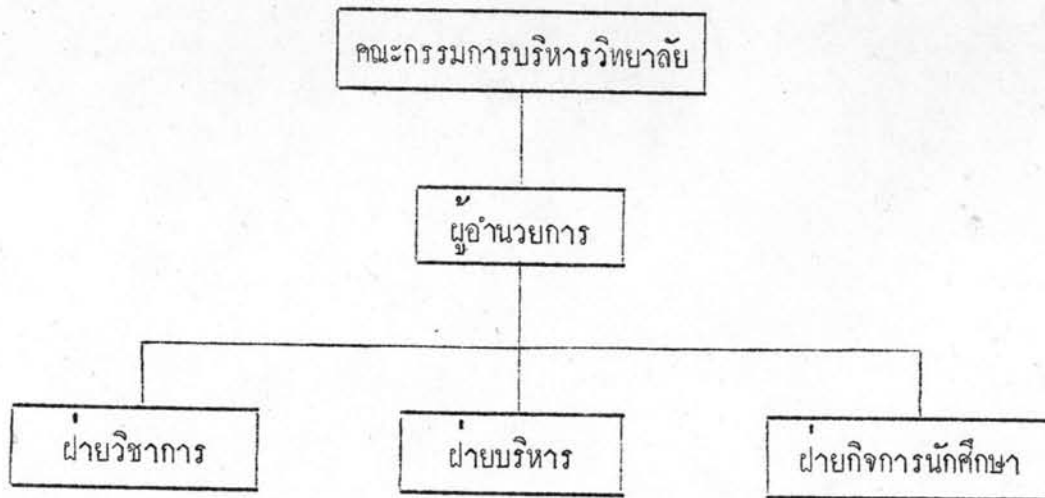 คณะกรรมการบริหารวิทยาลัย
ผู้อำนวยการ
ฝ่ายวิชาการ
ฝ่ายบริหาร
ฝ่ายกิจการนักศึกษา